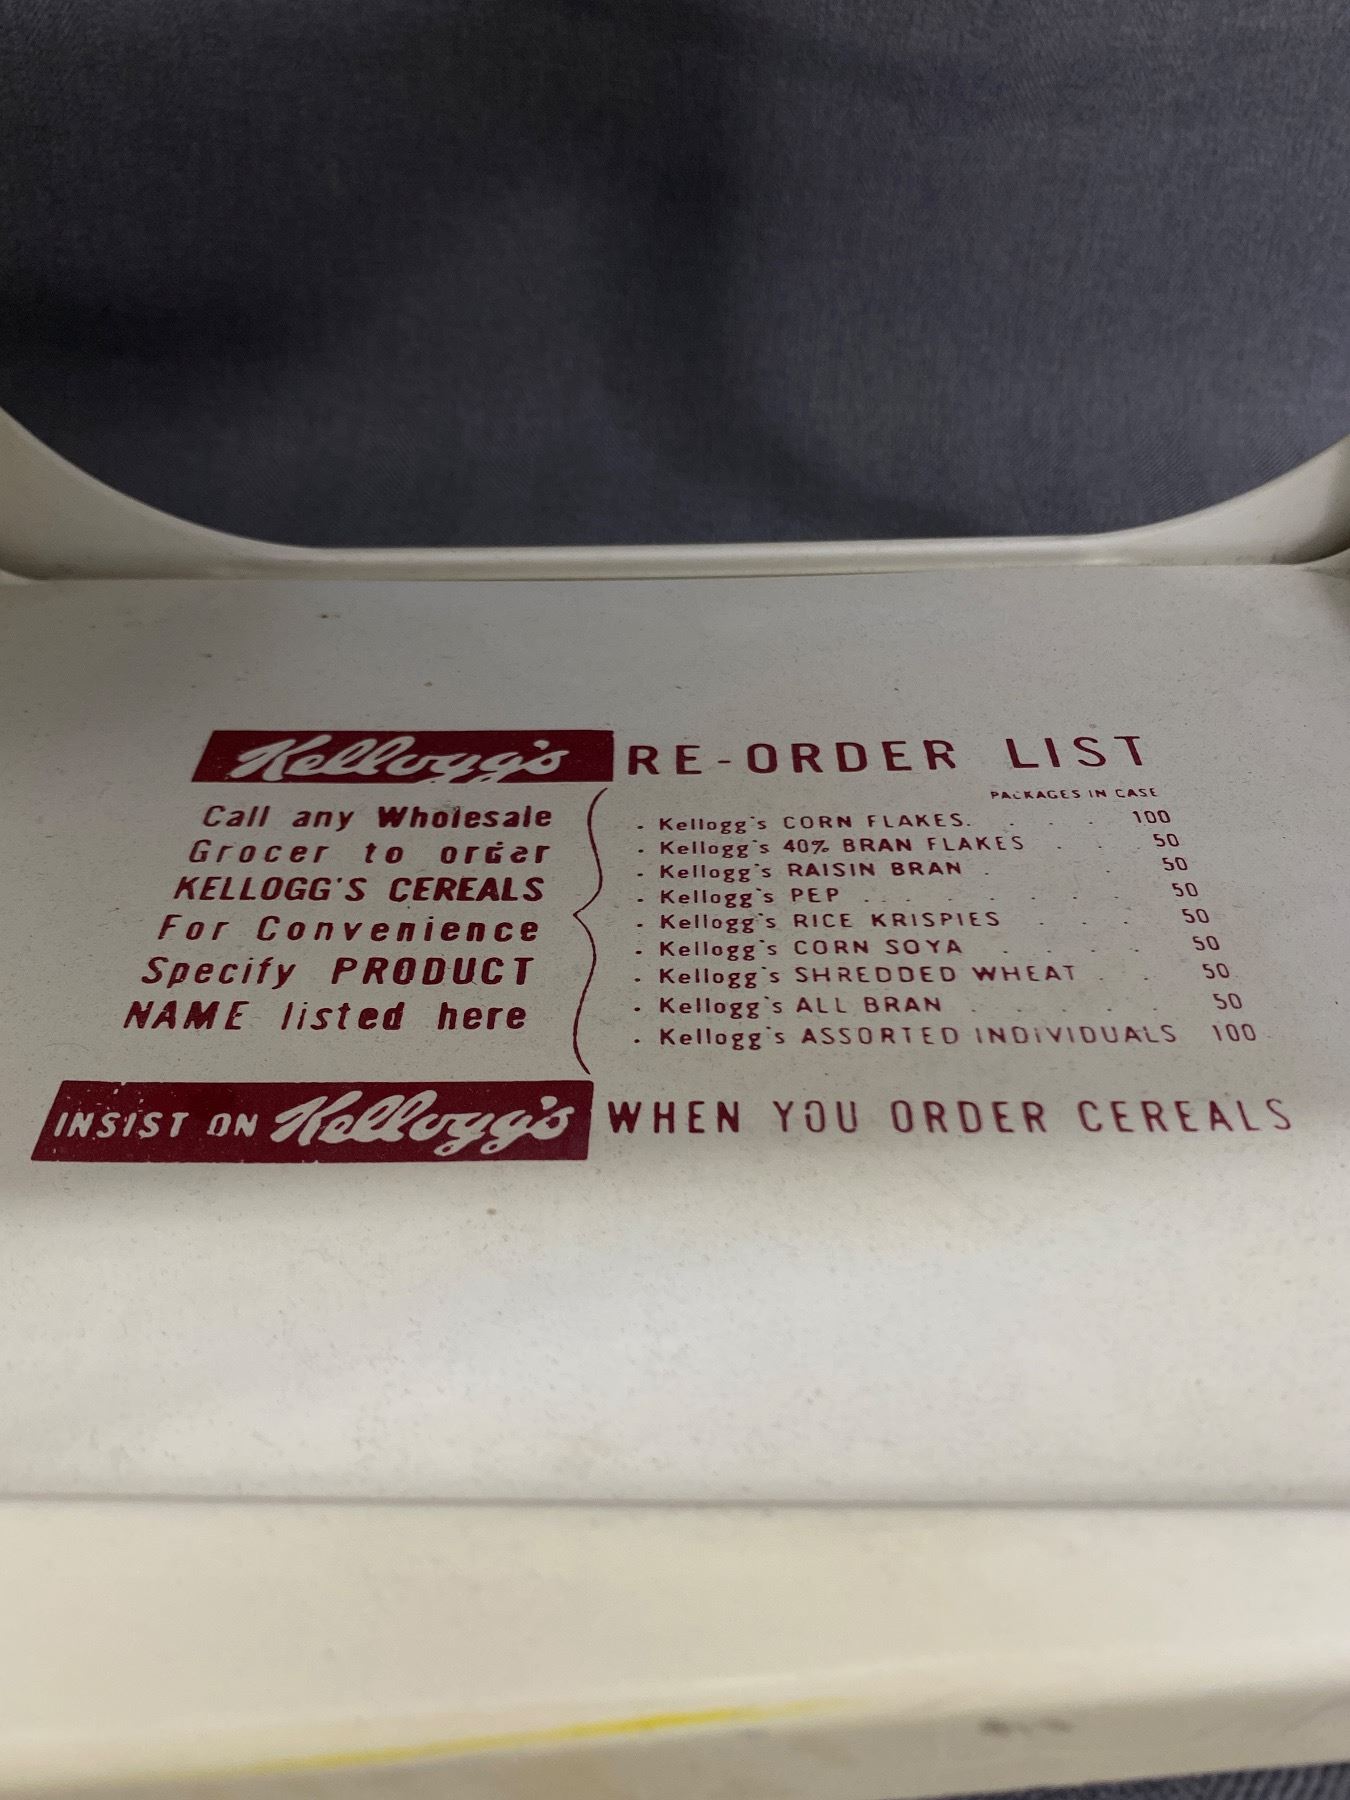 Kellogg's RE-ORDER LIST
PACKAGES IN CASE
Call any Wholesale
Grocer to order
KELLOGG'S CEREALS
For Convenience
Specify PRODUCT
NAME listed here
. Kellogg's CORN FLAKES. . . . 100
. Kellogg's 40% BRAN FLAKES . . . 50
. Kellogg's RAISIN BRAN . . 50
. Kellogg's PEP . . . . . . . . 50
. Kellogg's RICE KRISPIES . . . 50
. Kellogg's CORN SOYA . . . . 50
. Kellogg's SHREDDED WHEAT . . 50
. Kellogg's ALL BRAN . . . . . 50
. Kellogg's ASSORTED INDIVIDUALS 100
INSIST ON Kellogg's WHEN YOU ORDER CEREALS